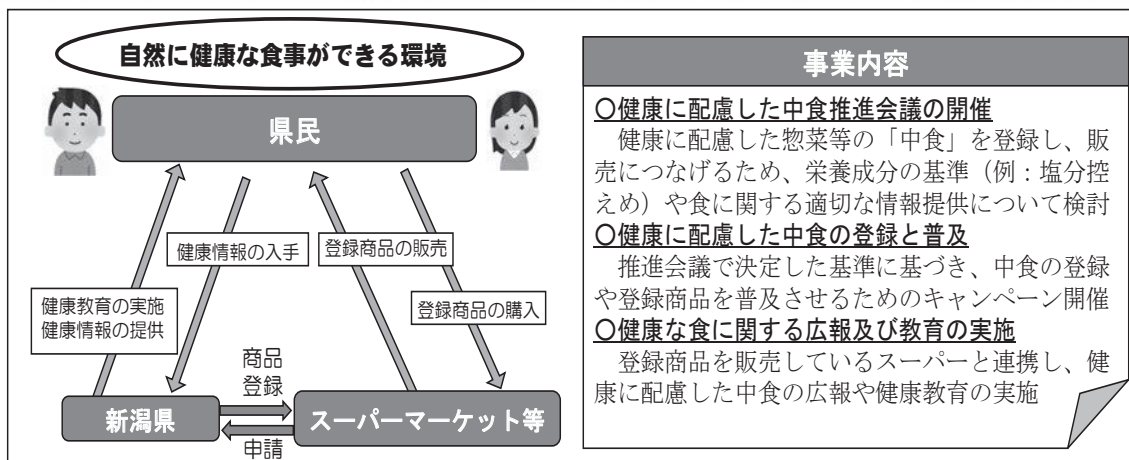 自然に健康な食事ができる環境
県民
健康情報の入手
登録商品の販売
健康教育の実施
健康情報の提供
登録商品の購入
商品
登録
新潟県
スーパーマーケット等
申請
事業内容
○健康に配慮した中食推進会議の開催
健康に配慮した惣菜等の「中食」を登録し、販
売につなげるため、栄養成分の基準（例：塩分控
えめ）や食に関する適切な情報提供について検討
○健康に配慮した中食の登録と普及
推進会議で決定した基準に基づき、中食の登録
や登録商品を普及させるためのキャンペーン開催
○健康な食に関する広報及び教育の実施
登録商品を販売しているスーパーと連携し、健
康に配慮した中食の広報や健康教育の実施